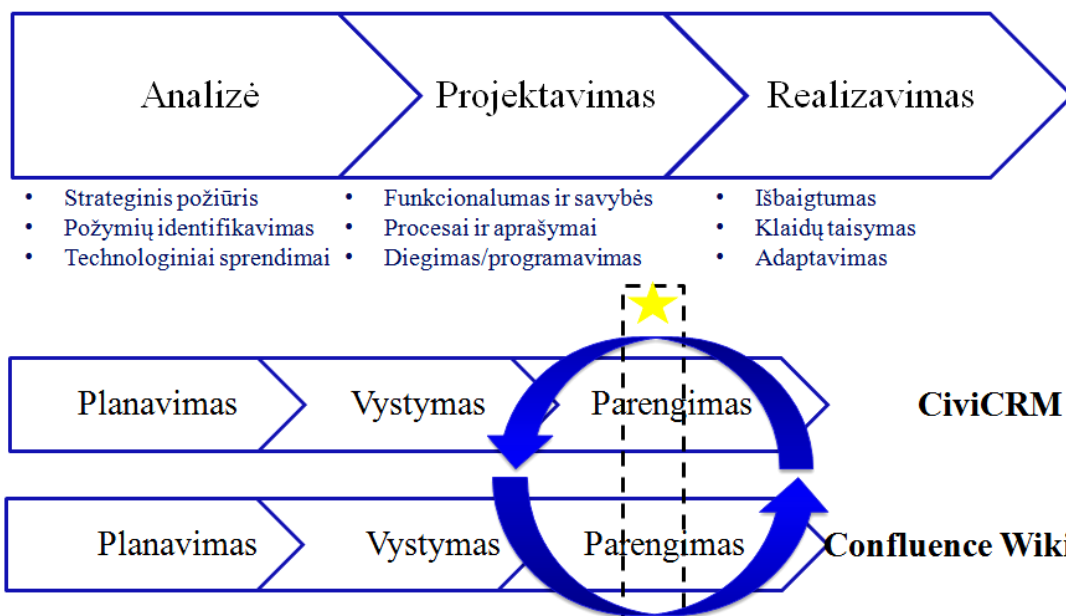 Analizė
Projektavimas
Realizavimas
• Strateginis požiūris
• Požymių identifikavimas
• Technologiniai sprendimai
• Funkcionalumas ir savybės
• Procesai ir aprašymai
• Diegimas/programavimas
• Išbaigtumas
• Klaidų taisymas
• Adaptavimas
Planavimas
Vystymas
Parengimas
CiviCRM
Planavimas
Vystymas
Parengimas
Confluence Wiki